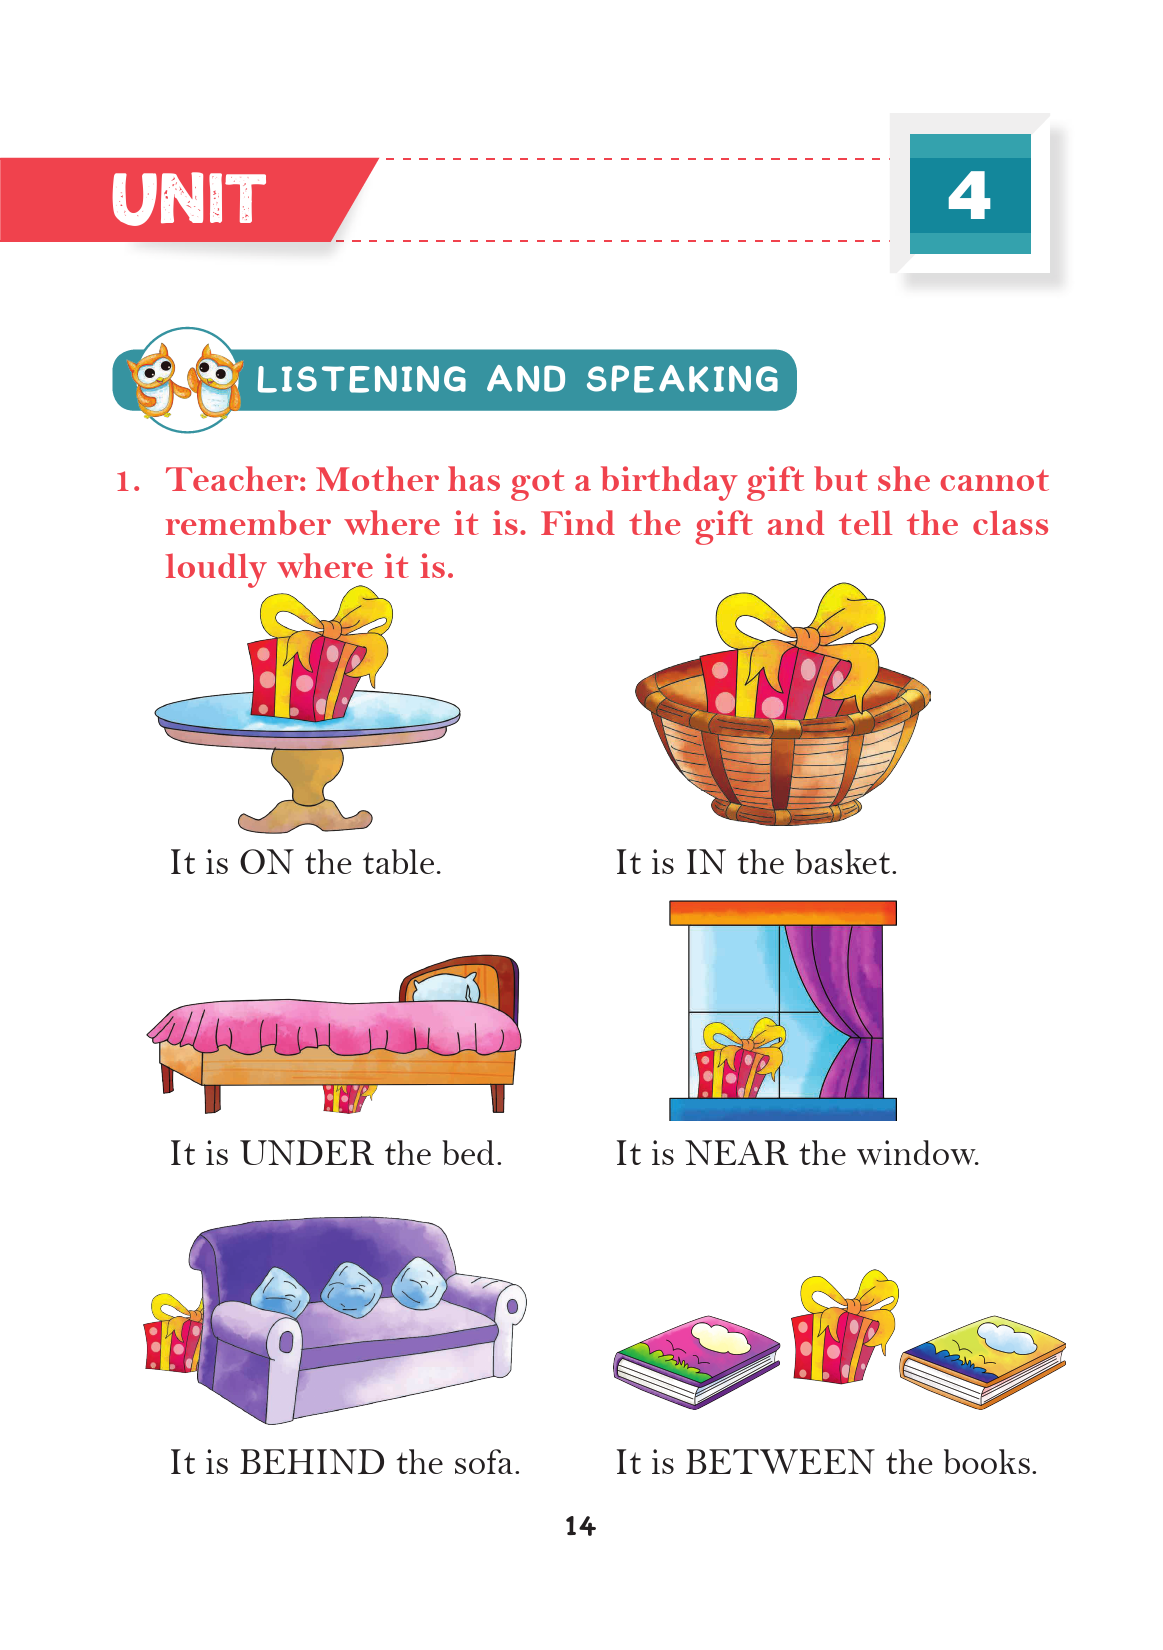 UNIT
4
LISTENING AND SPEAKING
1. Teacher: Mother has got a birthday gift but she cannot
remember where it is. Find the gift and tell the class
loudly where it is.
It is ON the table.
It is IN the basket.
It is UNDER the bed.
It is NEAR the window.
It is BEHIND the sofa.
It is BETWEEN the books.
14